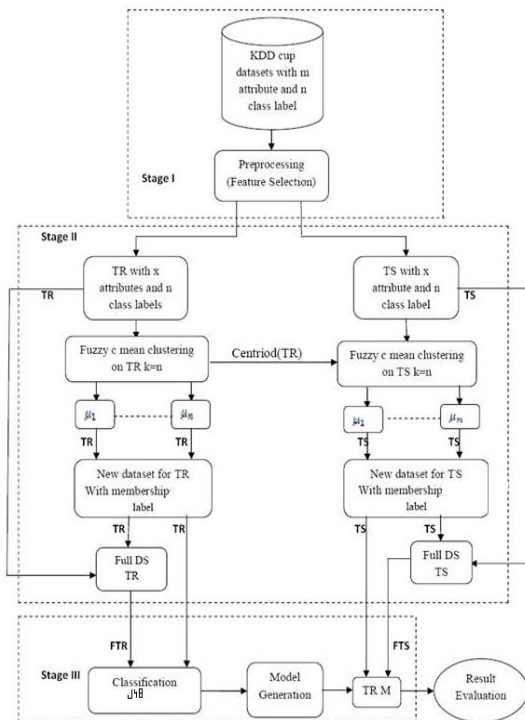 KDD cup
datasets with m
attribute and n
class label
Preprocessing
(Feature Selection)
Stage I
Stage II
TR with x
attributes and n
class labels
TS with x
attribute and n
class label
TR
TS
Fuzzy c mean clustering
on TR k=n
Centriod(TR)
Fuzzy c mean clustering
on TS k=n
μ1
μn
μ1
μn
TR
TR
TS
TS
New dataset for TR
With membership
label
New dataset for TS
With membership
label
TR
TR
TS
TS
Full DS
TR
Full DS
TS
FTR
FTS
Stage III
Classification
J48
Model
Generation
TR M
Result
Evaluation